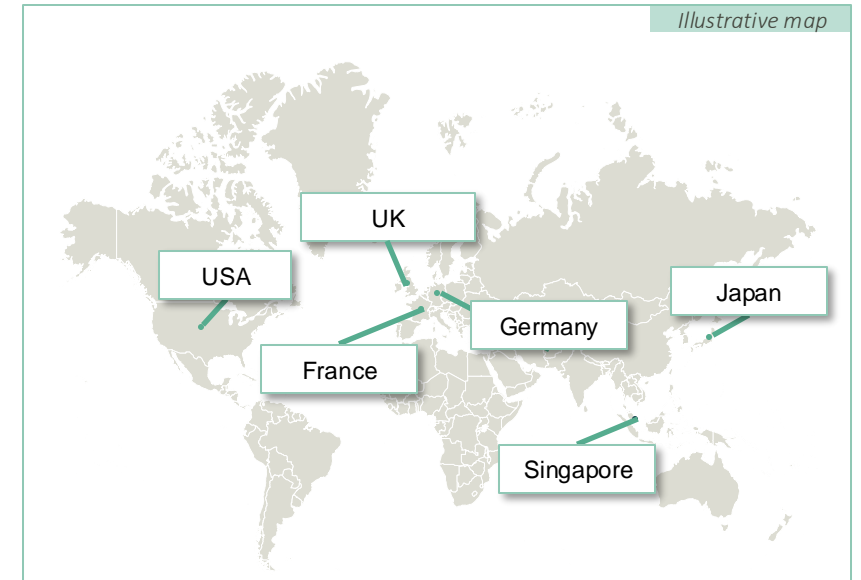 Illustrative map
UK
USA
Japan
Germany
France
Singapore